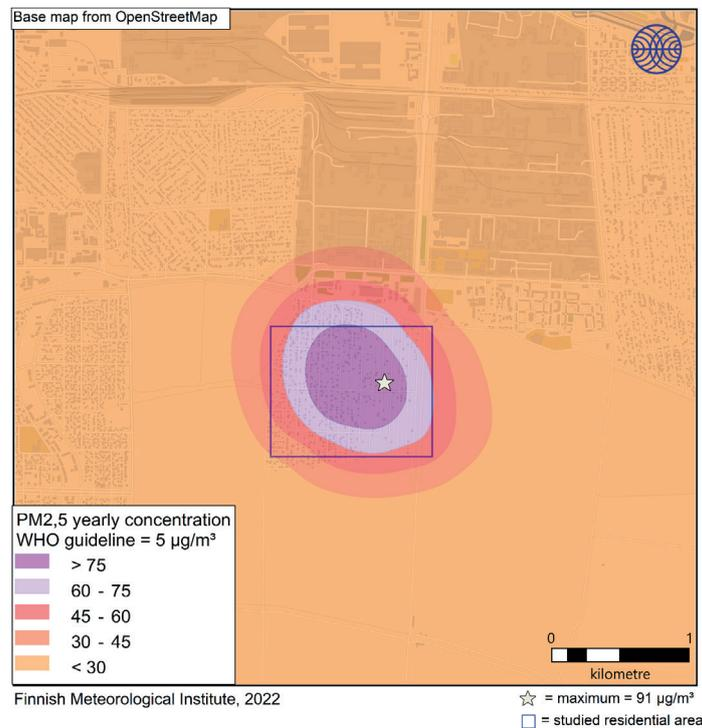 Base map from OpenStreetMap
PM2,5 yearly concentration
WHO guideline = 5 µg/m³
> 75
60 - 75
45 - 60
30 - 45
< 30
0 1
kilometre
Finnish Meteorological Institute, 2022
= maximum = 91 µg/m³
= studied residential area